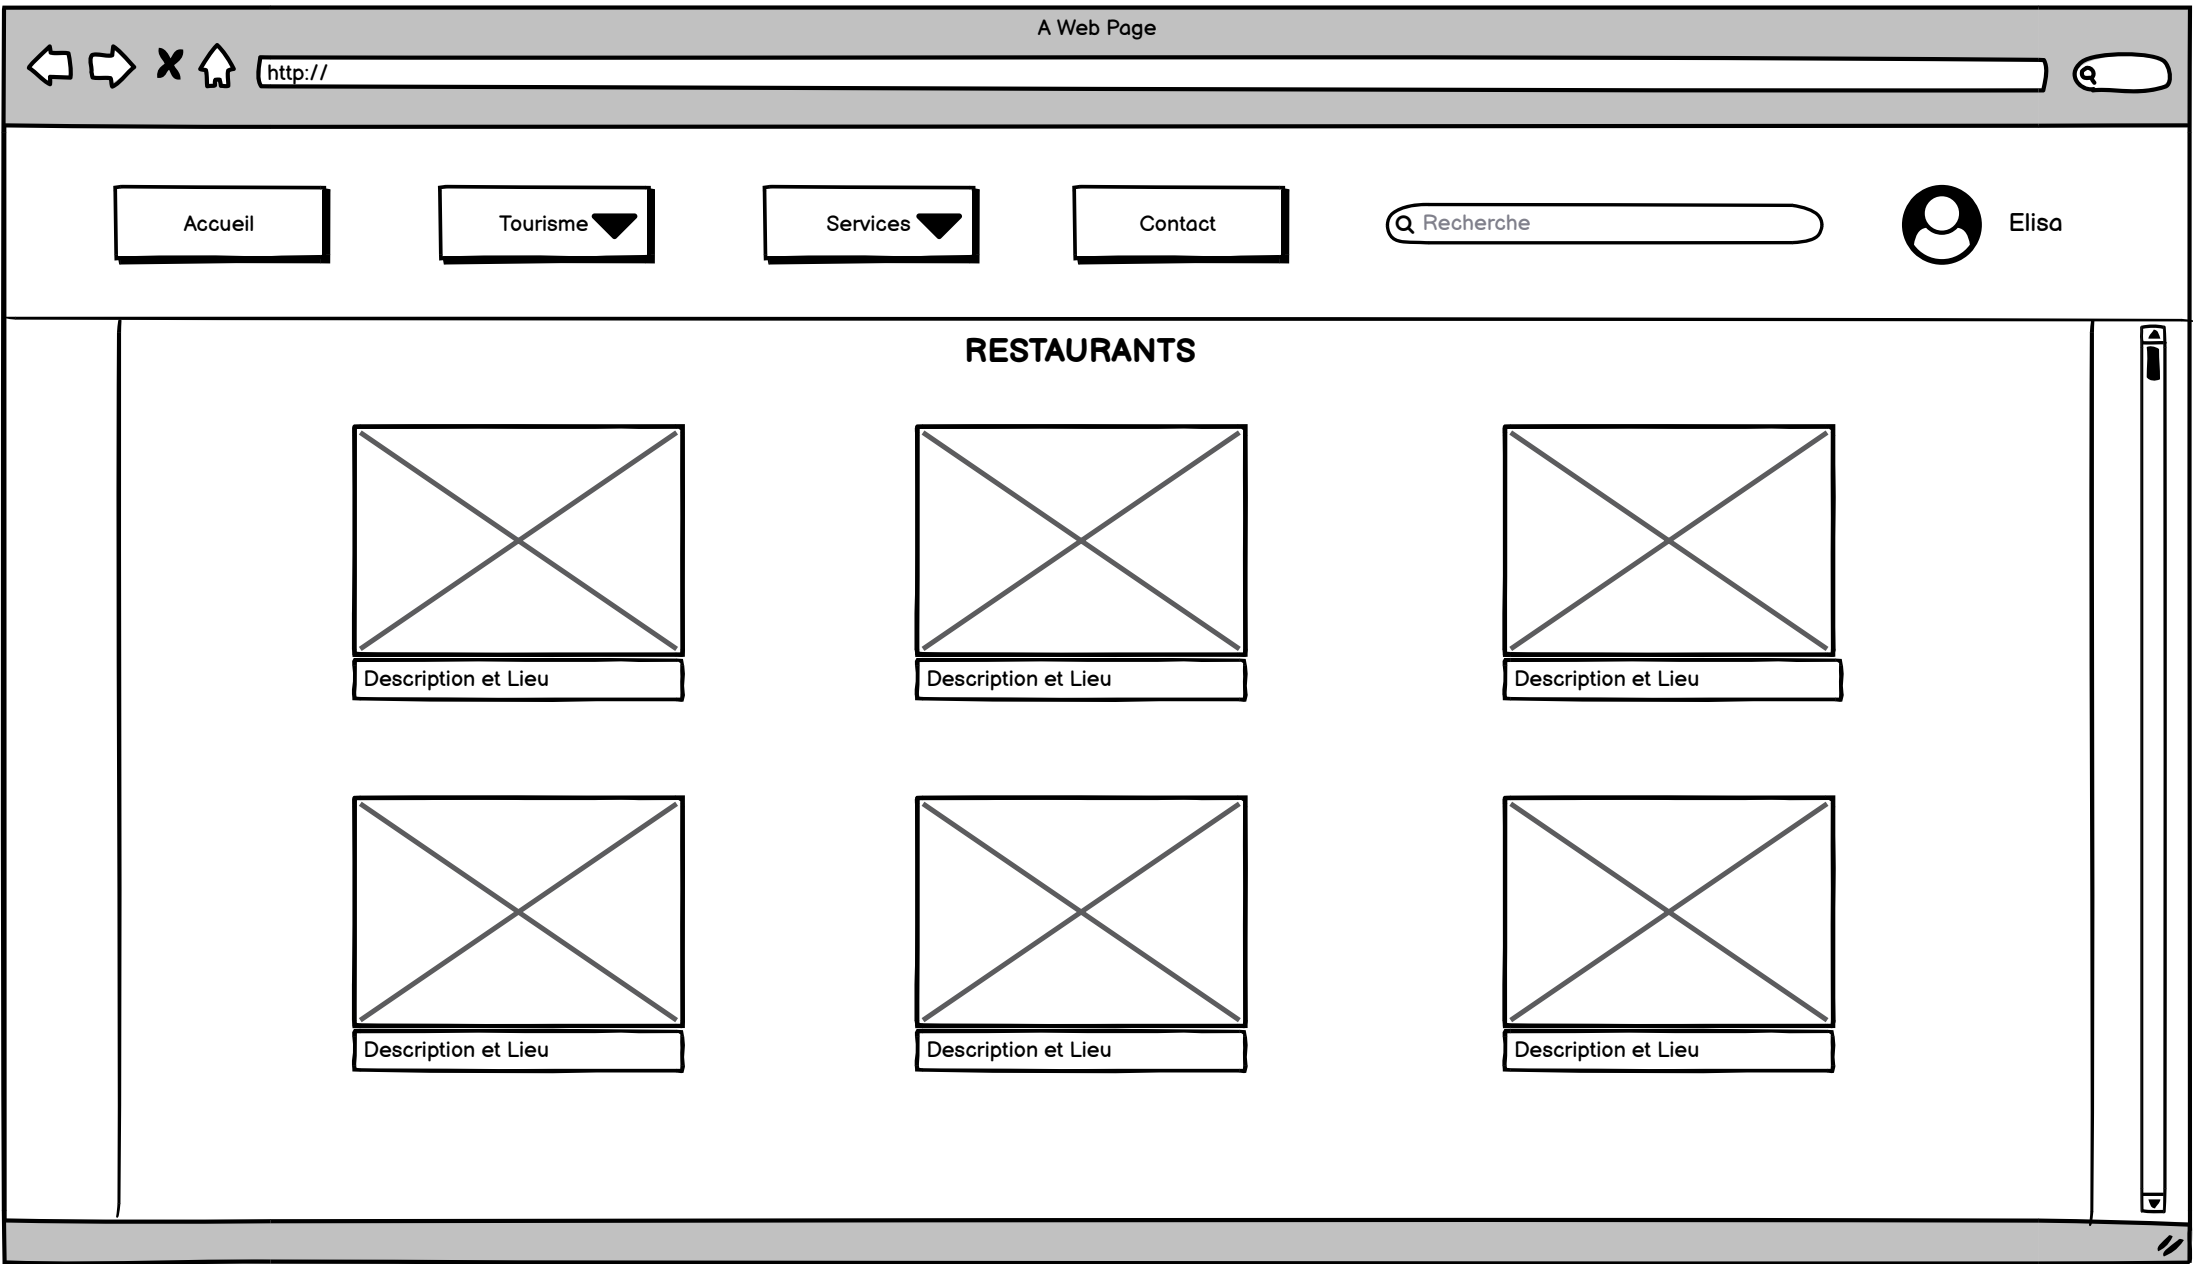 A Web Page
http://
Accueil
Tourisme
Services
Contact
Recherche
Elisa
RESTAURANTS
Description et Lieu
Description et Lieu
Description et Lieu
Description et Lieu
Description et Lieu
Description et Lieu